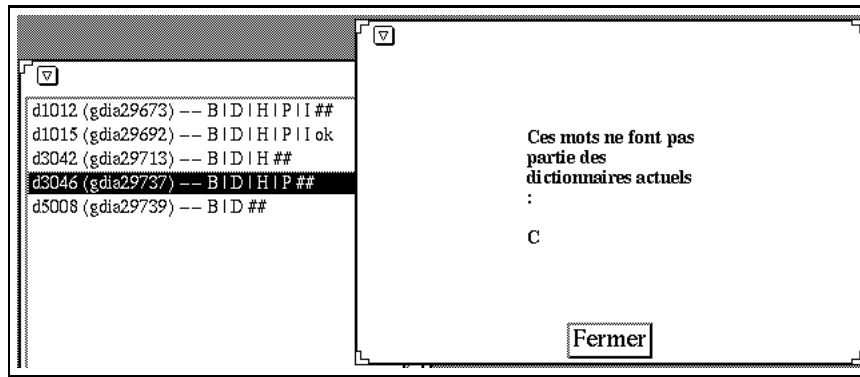 d1012 (gdia29673) -- B | D | H | P | I ##
d1015 (gdia29692) -- B | D | H | P | I ok
d3042 (gdia29713) -- B | D | H ##
d3046 (gdia29737) -- B | D | H | P ##
d5008 (gdia29739) -- B | D ##
Ces mots ne font pas
partie des
dictionnaires actuels
:
C
Fermer